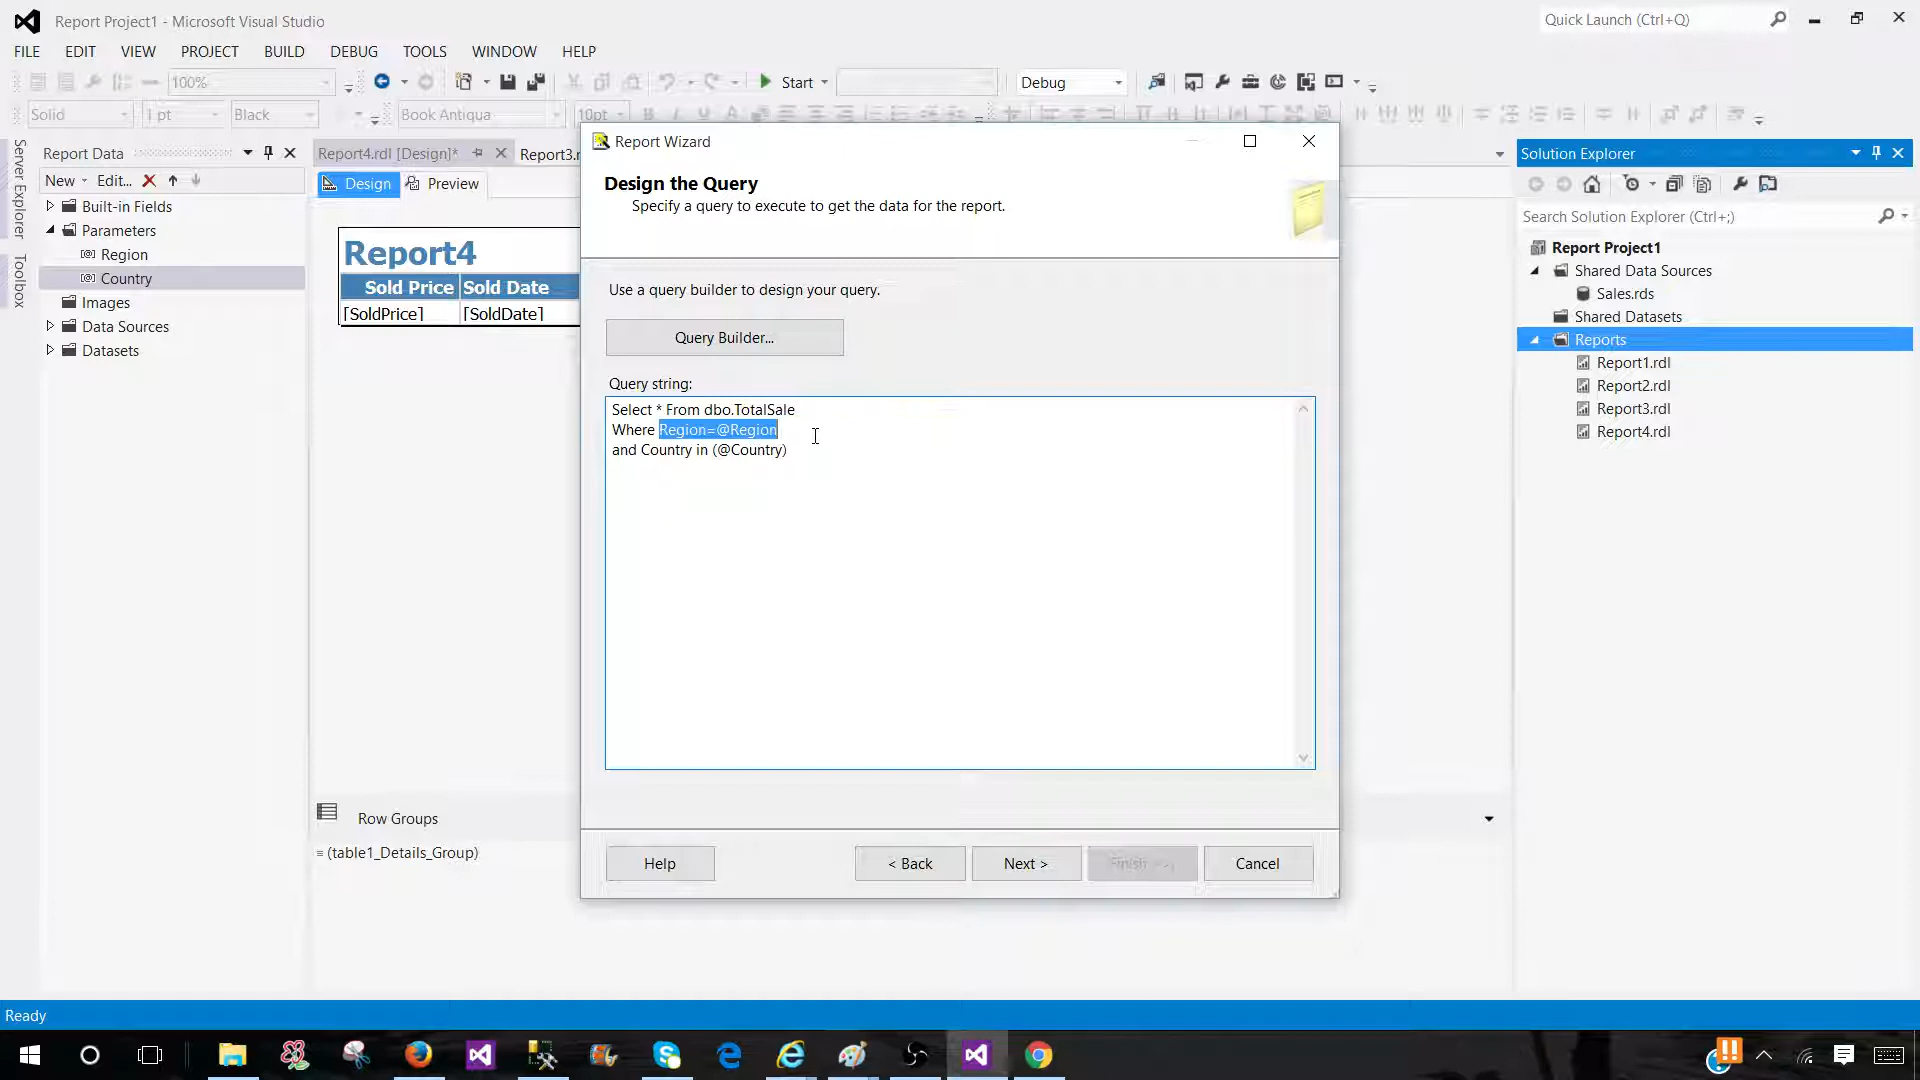 Report Project1 - Microsoft Visual Studio
Quick Launch (Ctrl+Q)
FILE EDIT VIEW PROJECT BUILD DEBUG TOOLS WINDOW HELP
100%
Start
Debug
Solid
1 pt
Black
Book Antiqua
10pt
Server Explorer
Toolbox
Report Data
New
Edit...
Built-in Fields
Parameters
Region
Country
Images
Data Sources
Datasets
Report4.rdl [Design]*
Report3.r
Design
Preview
Report4
Sold Price Sold Date
[SoldPrice] [SoldDate]
Row Groups
(table1_Details_Group)
Report Wizard
Design the Query
Specify a query to execute to get the data for the report.
Use a query builder to design your query.
Query Builder...
Query string:
Select * From dbo.TotalSale
Where Region=@Region
and Country in (@Country)
Help
< Back
Next >
Cancel
Solution Explorer
Search Solution Explorer (Ctrl+;)
Report Project1
Shared Data Sources
Sales.rds
Shared Datasets
Reports
Report1.rdl
Report2.rdl
Report3.rdl
Report4.rdl
Ready